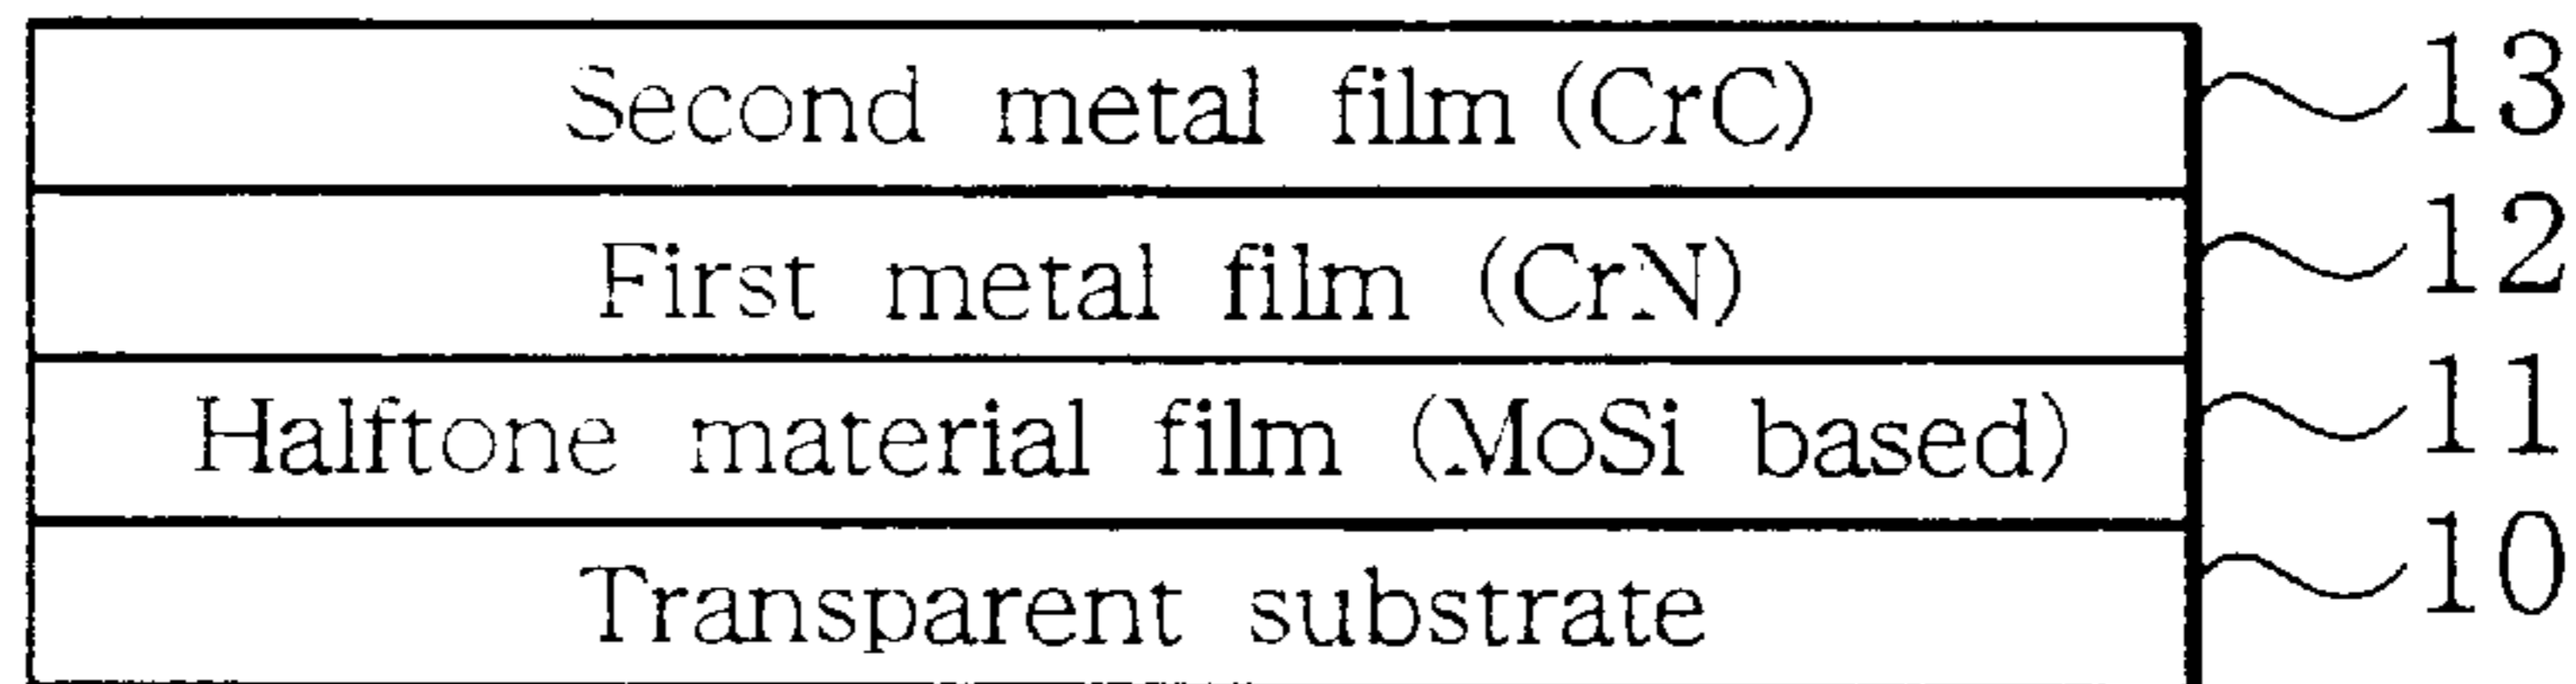 Second metal film (CrC) 13
First metal film (CrN) 12
Halftone material film (MoSi based) 11
Transparent substrate 10